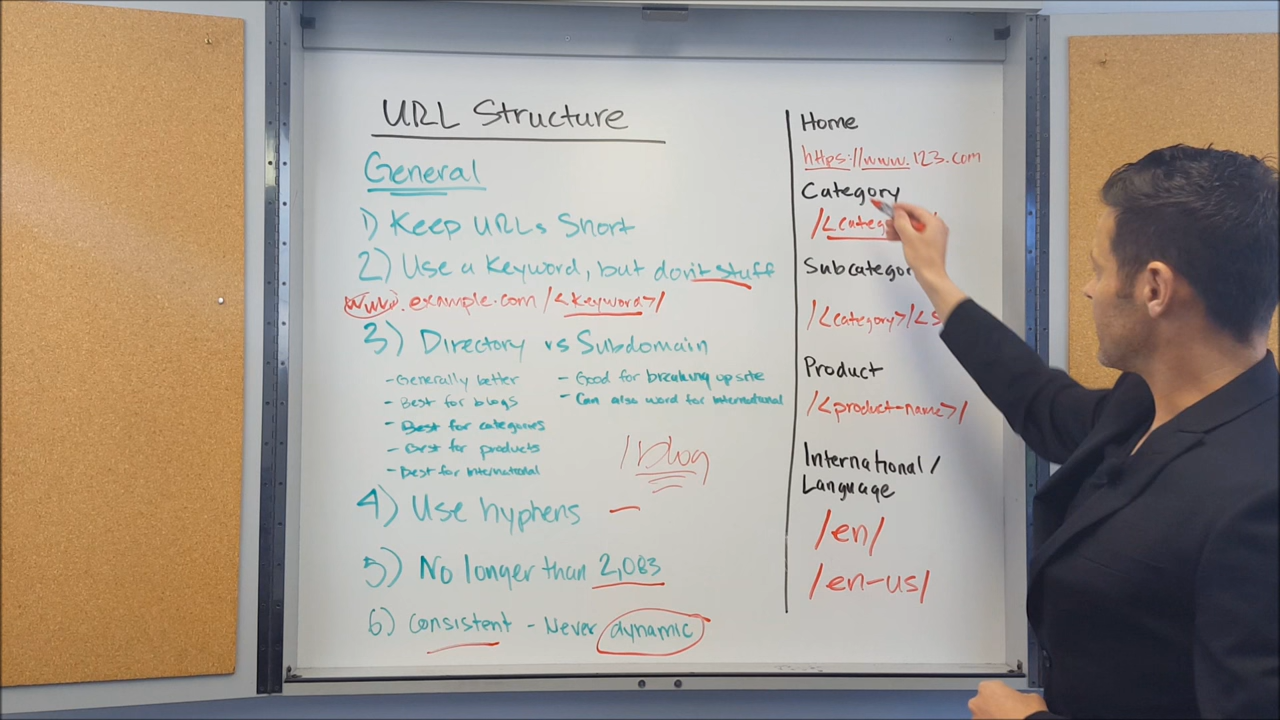 URL Structure
General
1) Keep URLs Short
2) Use a Keyword, but don't stuff
www.example.com/<keyword>/
3) Directory vs Subdomain
- Generally better
- Best for blogs
- Best for categories
- Best for products
- Best for International
- Good for breaking up site
- Can also word for International
/blog
4) Use hyphens -
5) No longer than 2,083
6) Consistent - Never dynamic
Home
https://www.123.com
Category
/<categ
Subcategor
/<category>/<s
Product
/<product-name>/
International/
Language
/en/
/en-us/